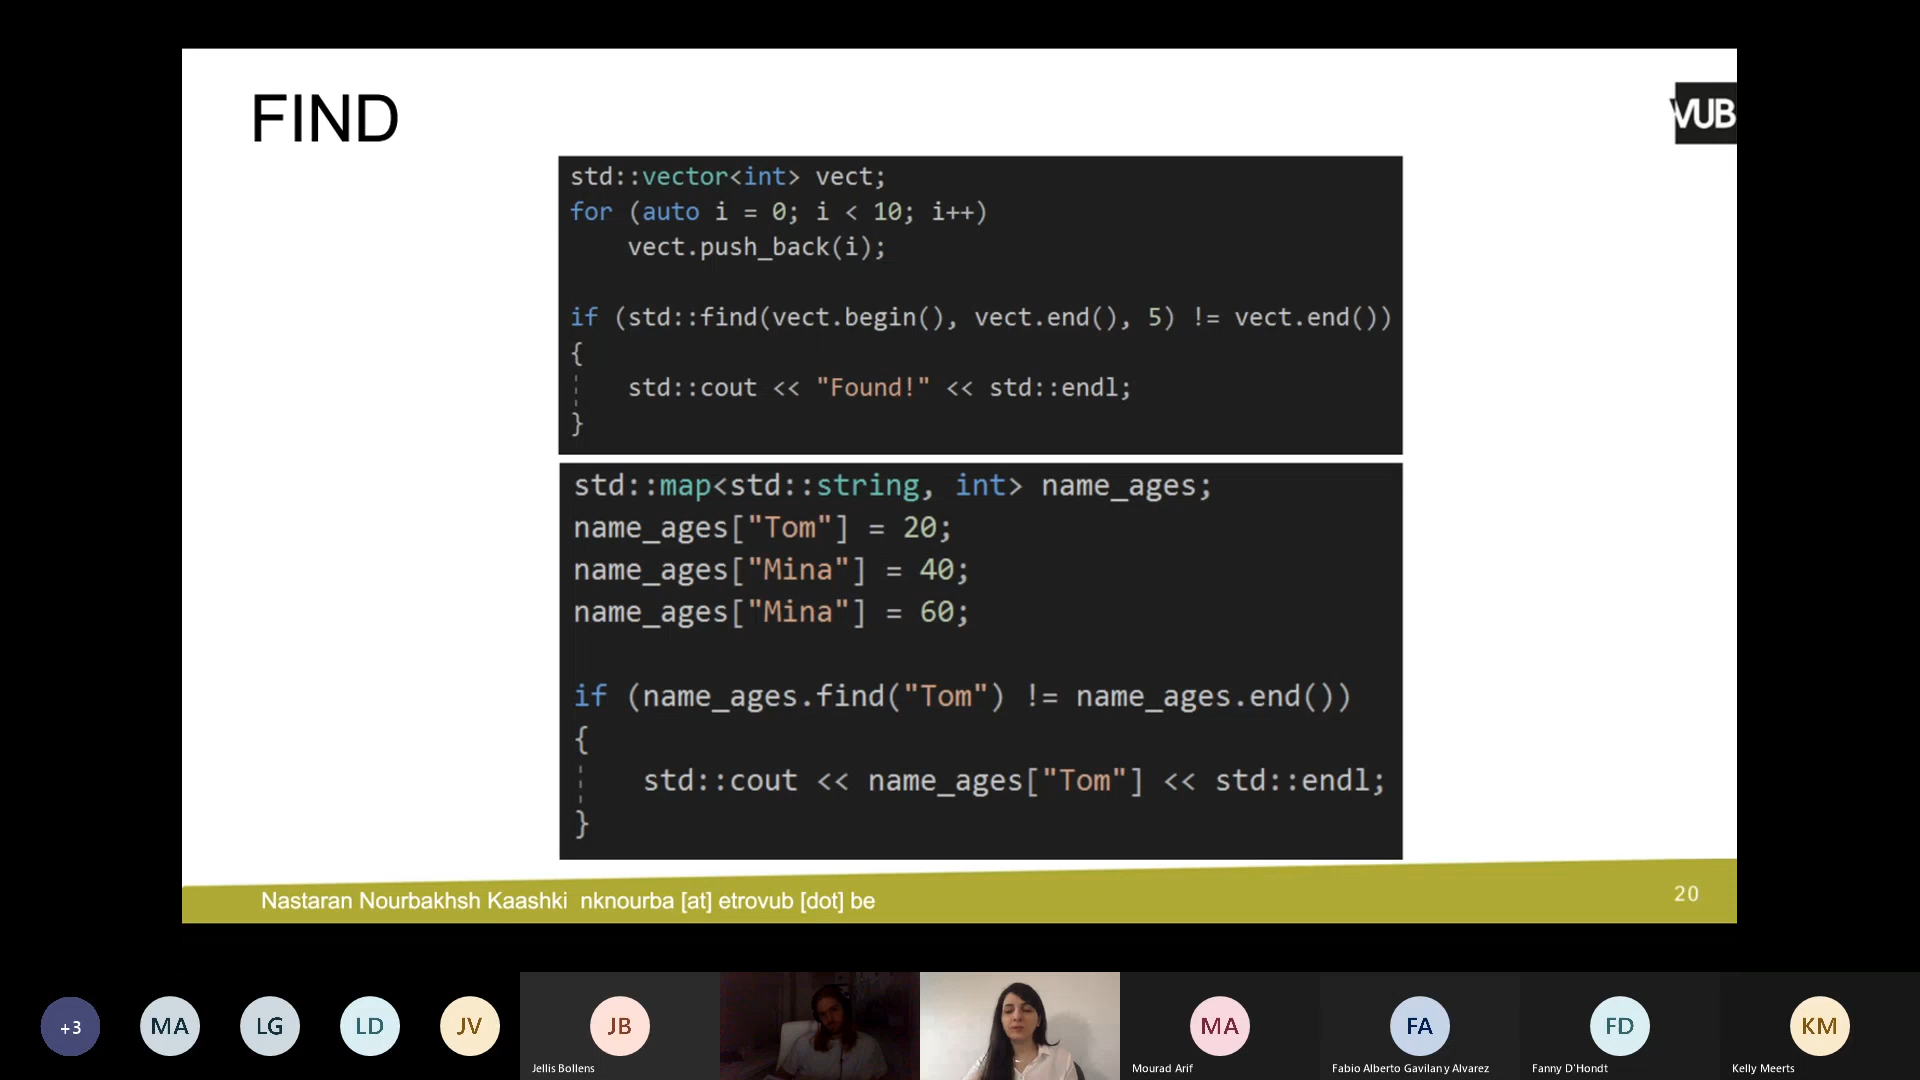 FIND
VUB
std::vector<int> vect;
for (auto i = 0; i < 10; i++)
    vect.push_back(i);
if (std::find(vect.begin(), vect.end(), 5) != vect.end())
{
    std::cout << "Found!" << std::endl;
}
std::map<std::string, int> name_ages;
name_ages["Tom"] = 20;
name_ages["Mina"] = 40;
name_ages["Mina"] = 60;
if (name_ages.find("Tom") != name_ages.end())
{
    std::cout << name_ages["Tom"] << std::endl;
}
Nastaran Nourbakhsh Kaashki nknourba [at] etrovub [dot] be
20
+3
MA
LG
LD
JV
JB
Jellis Bollens
MA
Mourad Arif
FA
Fabio Alberto Gavilan y Alvarez
FD
Fanny D'Hondt
KM
Kelly Meerts